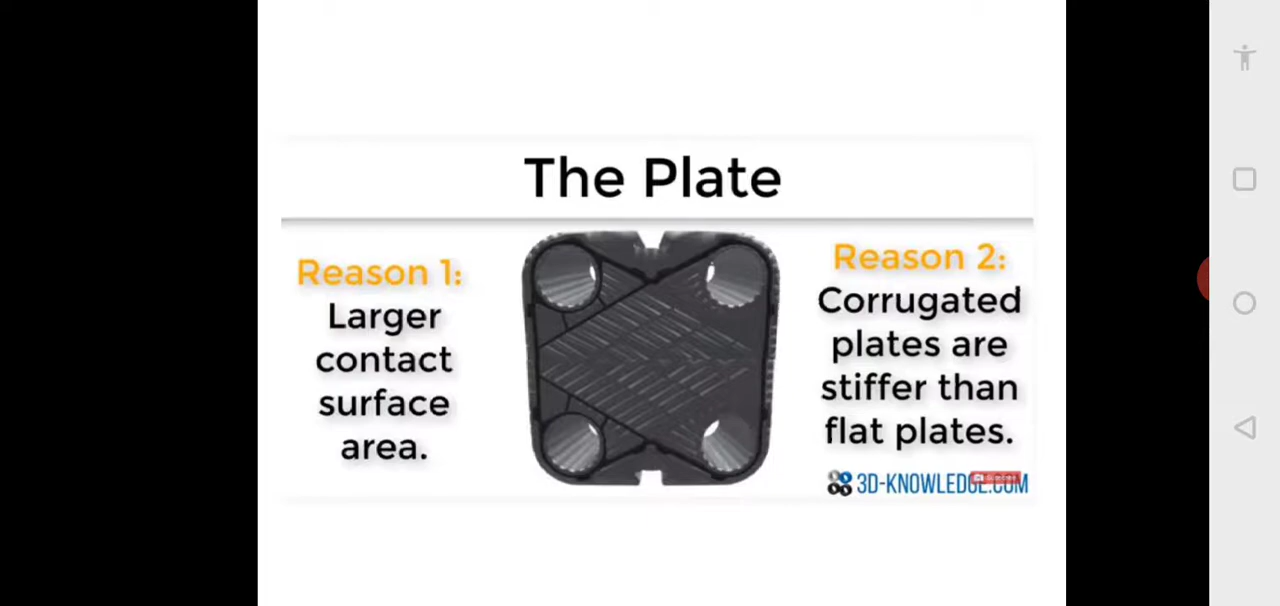 The Plate
Reason 1:
Larger
contact
surface
area.
Reason 2:
Corrugated
plates are
stiffer than
flat plates.
3D-KNOWLEDGE.COM